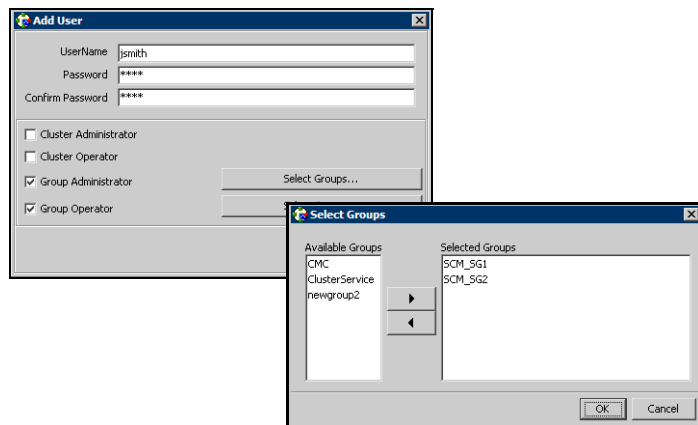 Add User
UserName jsmith
Password ****
Confirm Password ****
Cluster Administrator
Cluster Operator
Group Administrator Select Groups...
Group Operator
Select Groups
Available Groups Selected Groups
CMC SCM_SG1
ClusterService SCM_SG2
newgroup2
OK Cancel